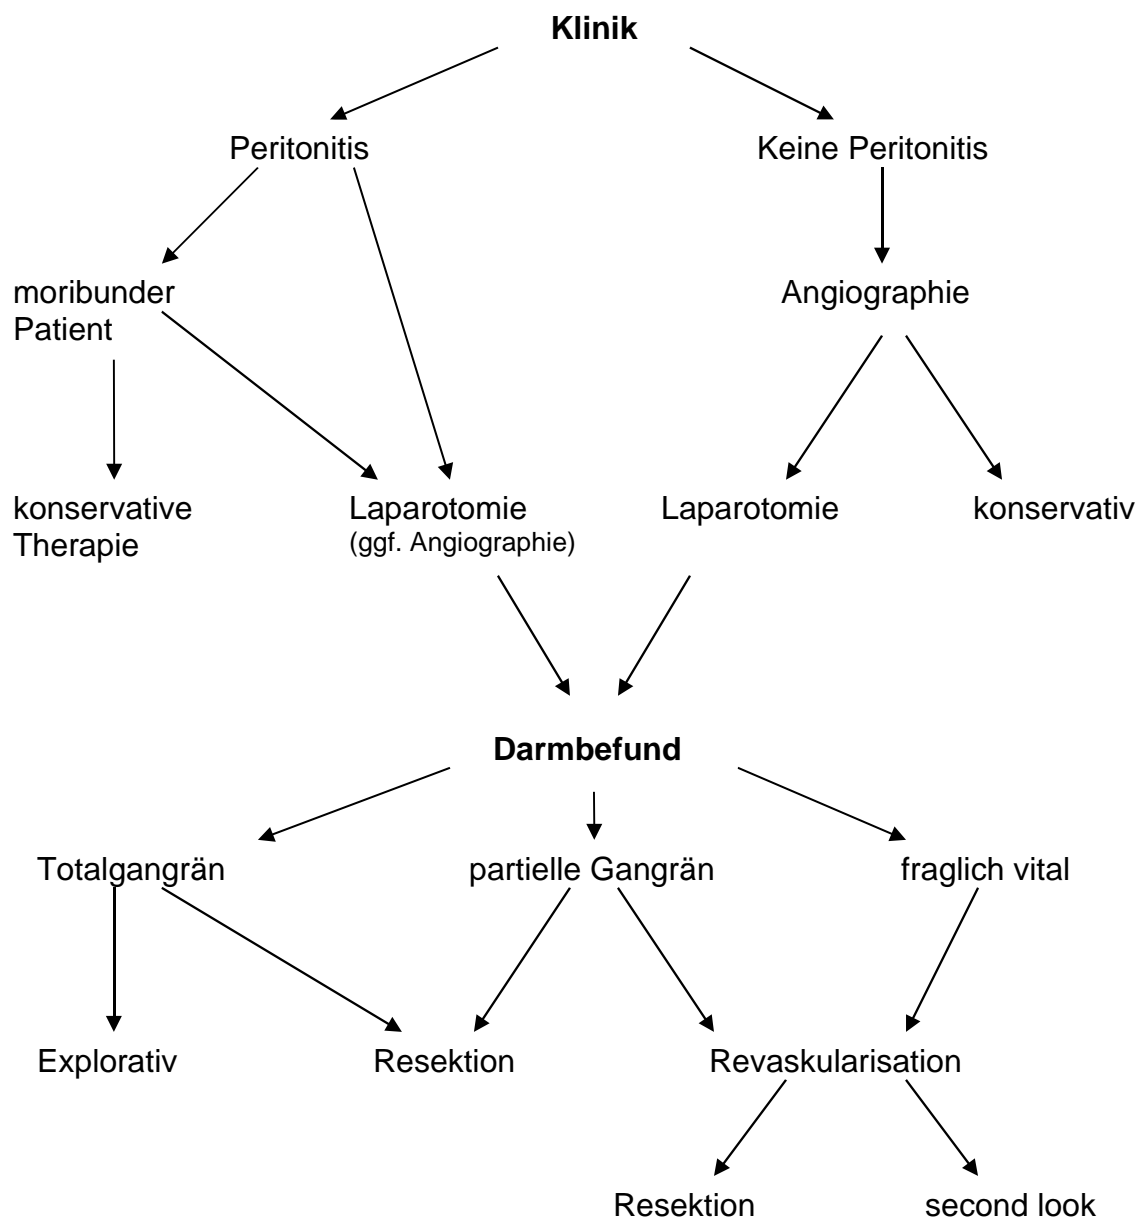 Klinik
Peritonitis
Keine Peritonitis
moribunder
Patient
Angiographie
konservative
Therapie
Laparotomie
(ggf. Angiographie)
Laparotomie
konservativ
Darmbefund
Totalgangrän
partielle Gangrän
fraglich vital
Explorativ
Resektion
Revaskularisation
Resektion
second look